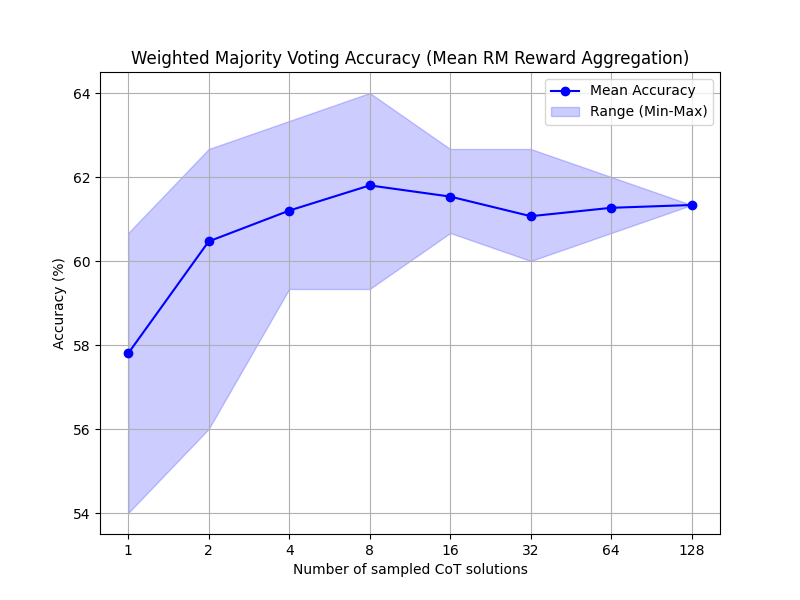 Weighted Majority Voting Accuracy (Mean RM Reward Aggregation)
Mean Accuracy
Range (Min-Max)
64
62
60
58
56
54
Accuracy (%)
1 2 4 8 16 32 64 128
Number of sampled CoT solutions